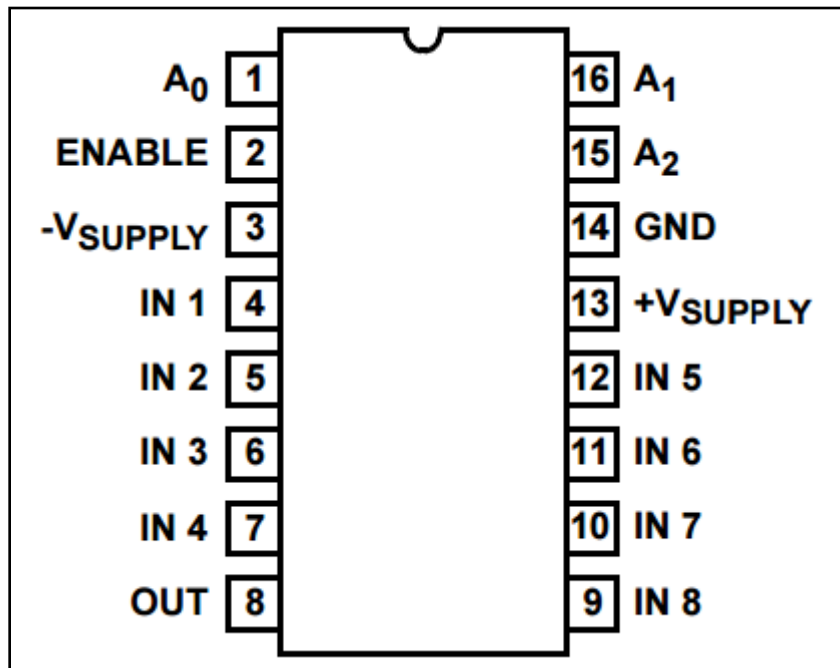 A0 1 16 A1
ENABLE 2 15 A2
-VSUPPLY 3 14 GND
IN 1 4 13 +VSUPPLY
IN 2 5 12 IN 5
IN 3 6 11 IN 6
IN 4 7 10 IN 7
OUT 8 9 IN 8